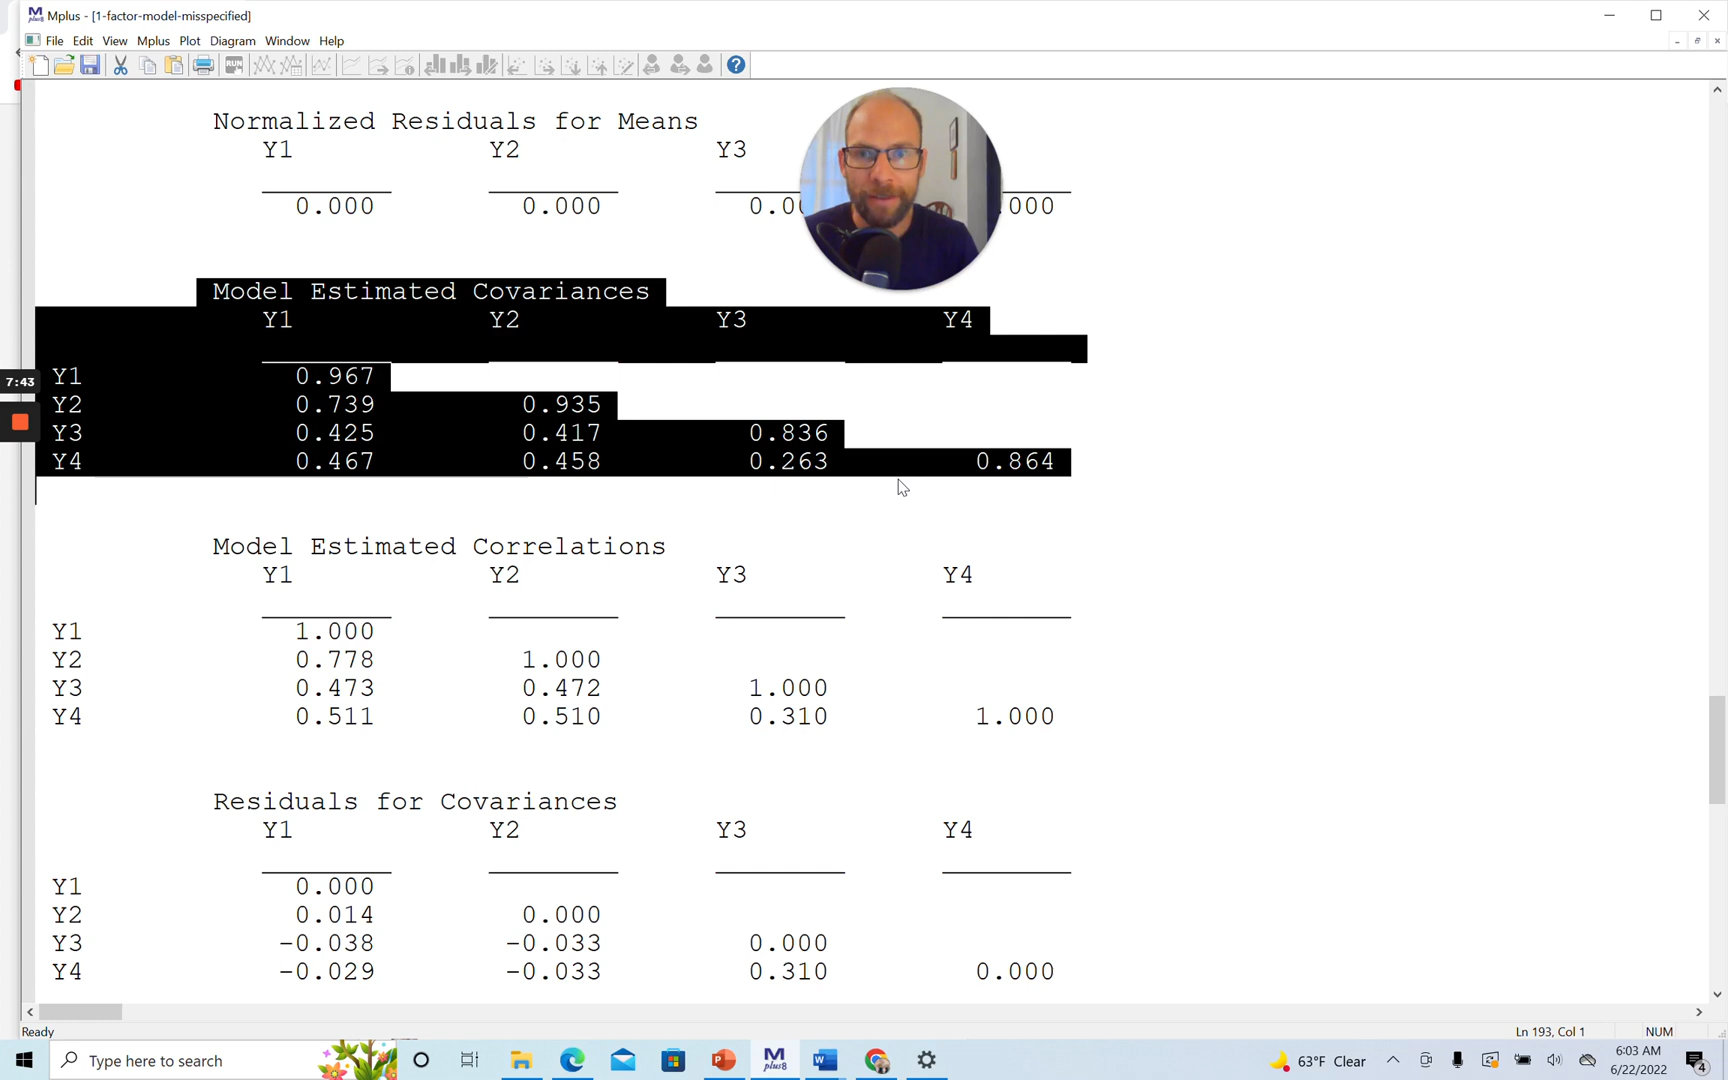 Mplus - [1-factor-model-misspecified]
File Edit View Mplus Plot Diagram Window Help
RUN
Normalized Residuals for Means
Y1 Y2 Y3
0.000 0.000 0.00 .000
Model Estimated Covariances
Y1 Y2 Y3 Y4
Y1 0.967
7:43
Y2 0.739 0.935
Y3 0.425 0.417 0.836
Y4 0.467 0.458 0.263 0.864
Model Estimated Correlations
Y1 Y2 Y3 Y4
Y1 1.000
Y2 0.778 1.000
Y3 0.473 0.472 1.000
Y4 0.511 0.510 0.310 1.000
Residuals for Covariances
Y1 Y2 Y3 Y4
Y1 0.000
Y2 0.014 0.000
Y3 -0.038 -0.033 0.000
Y4 -0.029 -0.033 0.310 0.000
Ready Ln 193, Col 1 NUM
Type here to search 63°F Clear 6:03 AM
6/22/2022